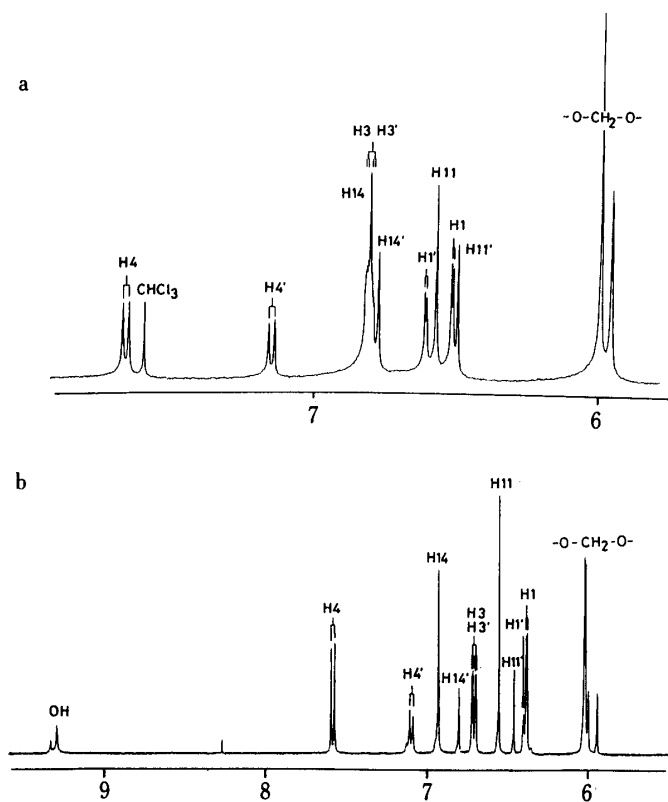 a
-O-CH₂-O-
H3 H3'
H14
H11
H14'
H1
H1'
H11'
H4
CHCl₃
H4'
7
6
b
H11
-O-CH₂-O-
H14
H1
H4
H3
H3'
H1'
H4'
H14'
H11'
OH
9
8
7
6